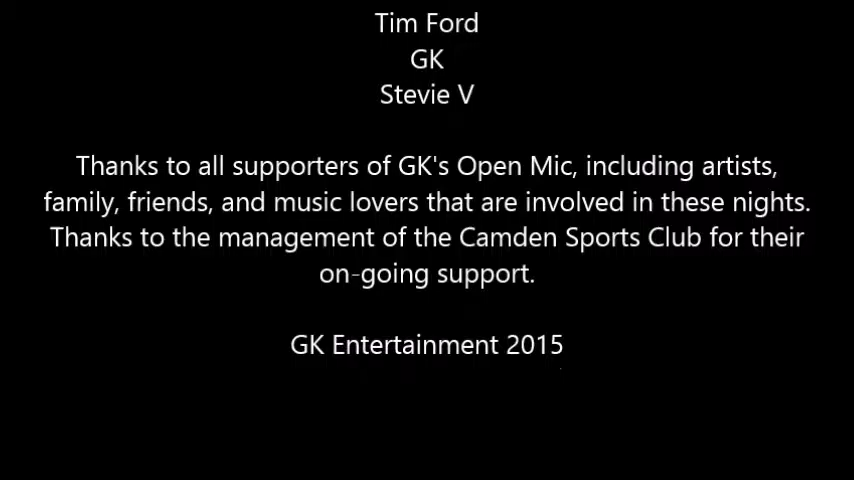 Tim Ford
GK
Stevie V
Thanks to all supporters of GK's Open Mic, including artists,
family, friends, and music lovers that are involved in these nights.
Thanks to the management of the Camden Sports Club for their
on-going support.
GK Entertainment 2015